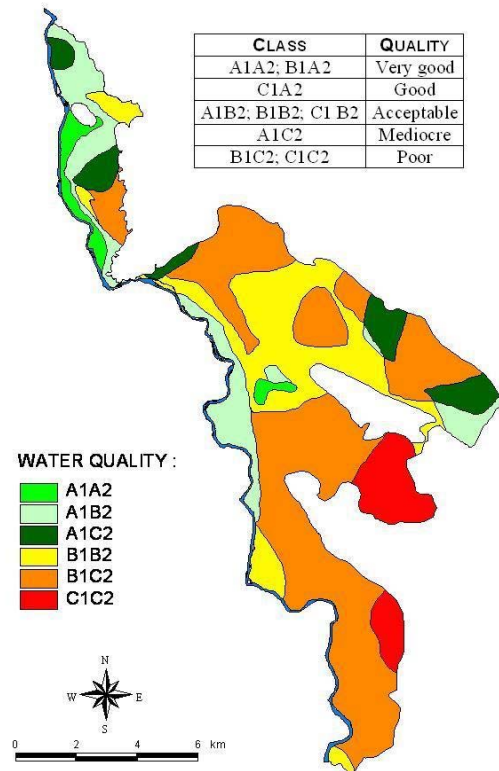 CLASS QUALITY
A1A2; B1A2 Very good
C1A2 Good
A1B2; B1B2; C1 B2 Acceptable
A1C2 Mediocre
B1C2; C1C2 Poor
WATER QUALITY :
A1A2
A1B2
A1C2
B1B2
B1C2
C1C2
N
W E
S
0 2 4 6 km